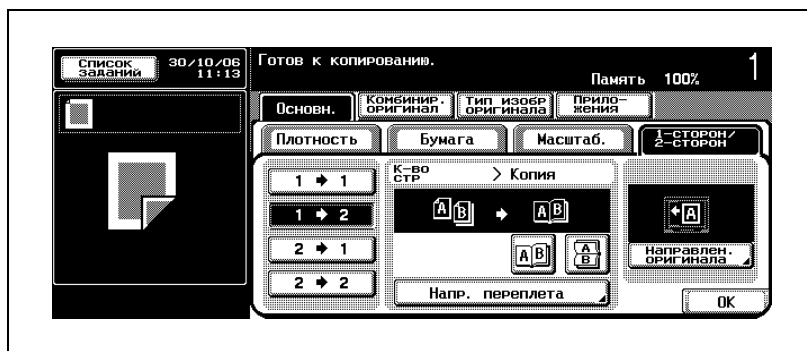 Список
заданий
30/10/06
11:13
Готов к копированию.
Память 100%
1
Основн.
Комбинир.
оригинал
Тип изобр
оригинала
Прило-
жения
Плотность
Бумага
Масштаб.
1-сторон/
2-сторон
1 → 1
1 → 2
2 → 1
2 → 2
К-во
стр
> Копия
A B → A B
A B
A
B
Напр. переплета
A
Направлен.
оригинала
OK